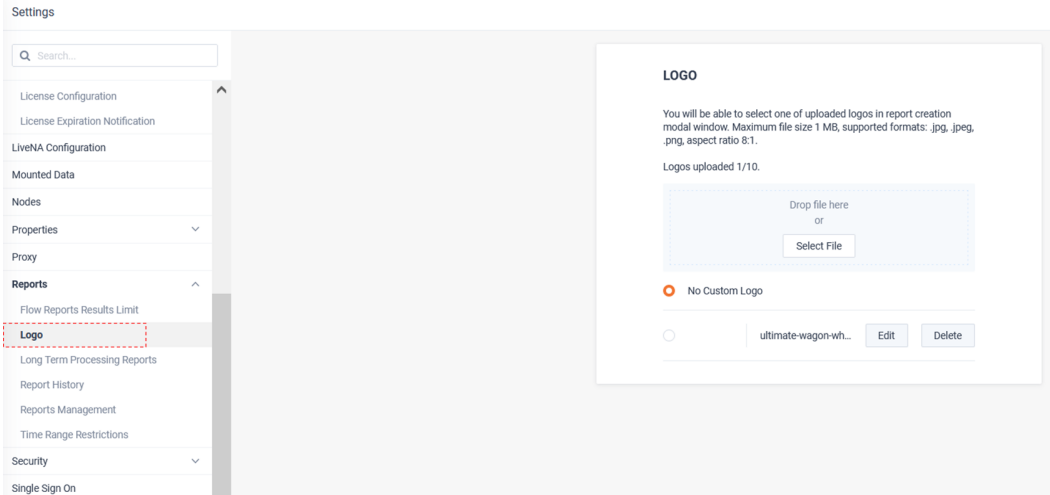 Settings
Search...
License Configuration
License Expiration Notification
LiveNA Configuration
Mounted Data
Nodes
Properties
Proxy
Reports
Flow Reports Results Limit
Logo
Long Term Processing Reports
Report History
Reports Management
Time Range Restrictions
Security
Single Sign On
LOGO
You will be able to select one of uploaded logos in report creation
modal window. Maximum file size 1 MB, supported formats: .jpg, .jpeg,
.png, aspect ratio 8:1.
Logos uploaded 1/10.
Drop file here
or
Select File
No Custom Logo
ultimate-wagon-wh... Edit Delete